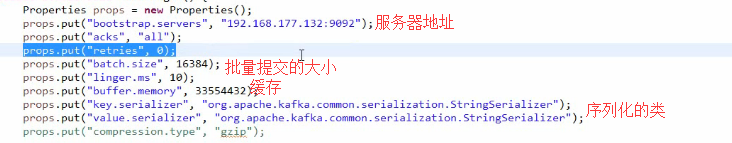 Properties props = new Properties();
props.put("bootstrap.servers", "192.168.177.132:9092");服务器地址
props.put("acks", "all");
props.put("retries", 0);
props.put("batch.size", 16384);批量提交的大小
props.put("linger.ms", 10);
缓存
props.put("buffer.memory", 33554432);
props.put("key.serializer", "org.apache.kafka.common.serialization.StringSerializer");
props.put("value.serializer", "org.apache.kafka.common.serialization.StringSerializer");
序列化的类
props.put("compression.type", "gzip");